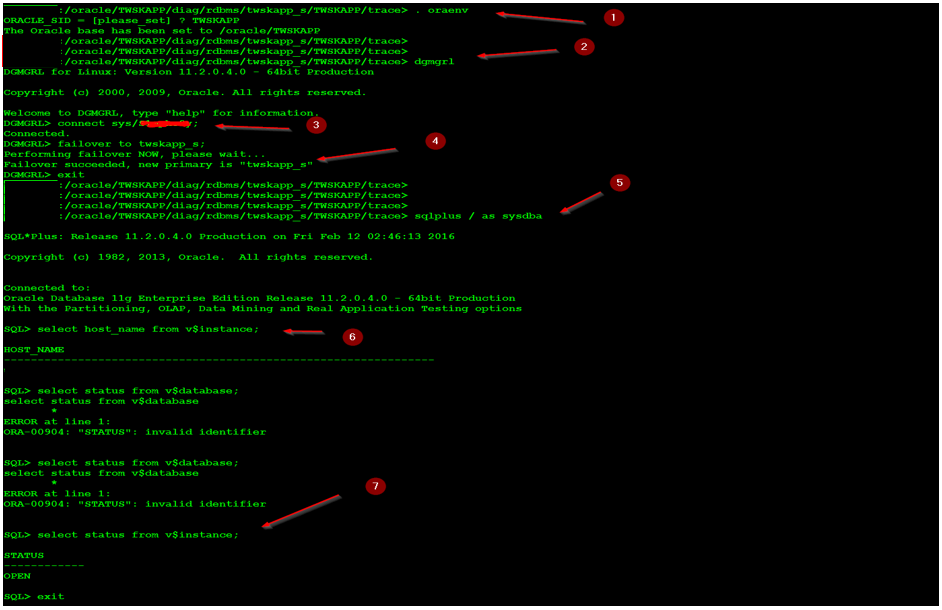 :/oracle/TWSKAPP/diag/rdbms/twskapp_s/TWSKAPP/trace> . oraenv
1
ORACLE_SID = [please_set] ? TWSKAPP
The Oracle base has been set to /oracle/TWSKAPP
:/oracle/TWSKAPP/diag/rdbms/twskapp_s/TWSKAPP/trace>
:/oracle/TWSKAPP/diag/rdbms/twskapp_s/TWSKAPP/trace>
2
:/oracle/TWSKAPP/diag/rdbms/twskapp_s/TWSKAPP/trace> dgmgrl
DGMGRL for Linux: Version 11.2.0.4.0 - 64bit Production
Copyright (c) 2000, 2009, Oracle. All rights reserved.
Welcome to DGMGRL, type "help" for information.
DGMGRL> connect sys/ ;
3
Connected.
DGMGRL> failover to twskapp_s;
4
Performing failover NOW, please wait...
Failover succeeded, new primary is "twskapp_s"
DGMGRL> exit
:/oracle/TWSKAPP/diag/rdbms/twskapp_s/TWSKAPP/trace>
5
:/oracle/TWSKAPP/diag/rdbms/twskapp_s/TWSKAPP/trace>
:/oracle/TWSKAPP/diag/rdbms/twskapp_s/TWSKAPP/trace>
:/oracle/TWSKAPP/diag/rdbms/twskapp_s/TWSKAPP/trace> sqlplus / as sysdba
SQL*Plus: Release 11.2.0.4.0 Production on Fri Feb 12 02:46:13 2016
Copyright (c) 1982, 2013, Oracle.  All rights reserved.
Connected to:
Oracle Database 11g Enterprise Edition Release 11.2.0.4.0 - 64bit Production
With the Partitioning, OLAP, Data Mining and Real Application Testing options
SQL> select host_name from v$instance;
6
HOST_NAME
----------------------------------------------------------------
SQL> select status from v$database;
select status from v$database
*
ERROR at line 1:
ORA-00904: "STATUS": invalid identifier
SQL> select status from v$database;
select status from v$database
*
7
ERROR at line 1:
ORA-00904: "STATUS": invalid identifier
SQL> select status from v$instance;
STATUS
------------
OPEN
SQL> exit